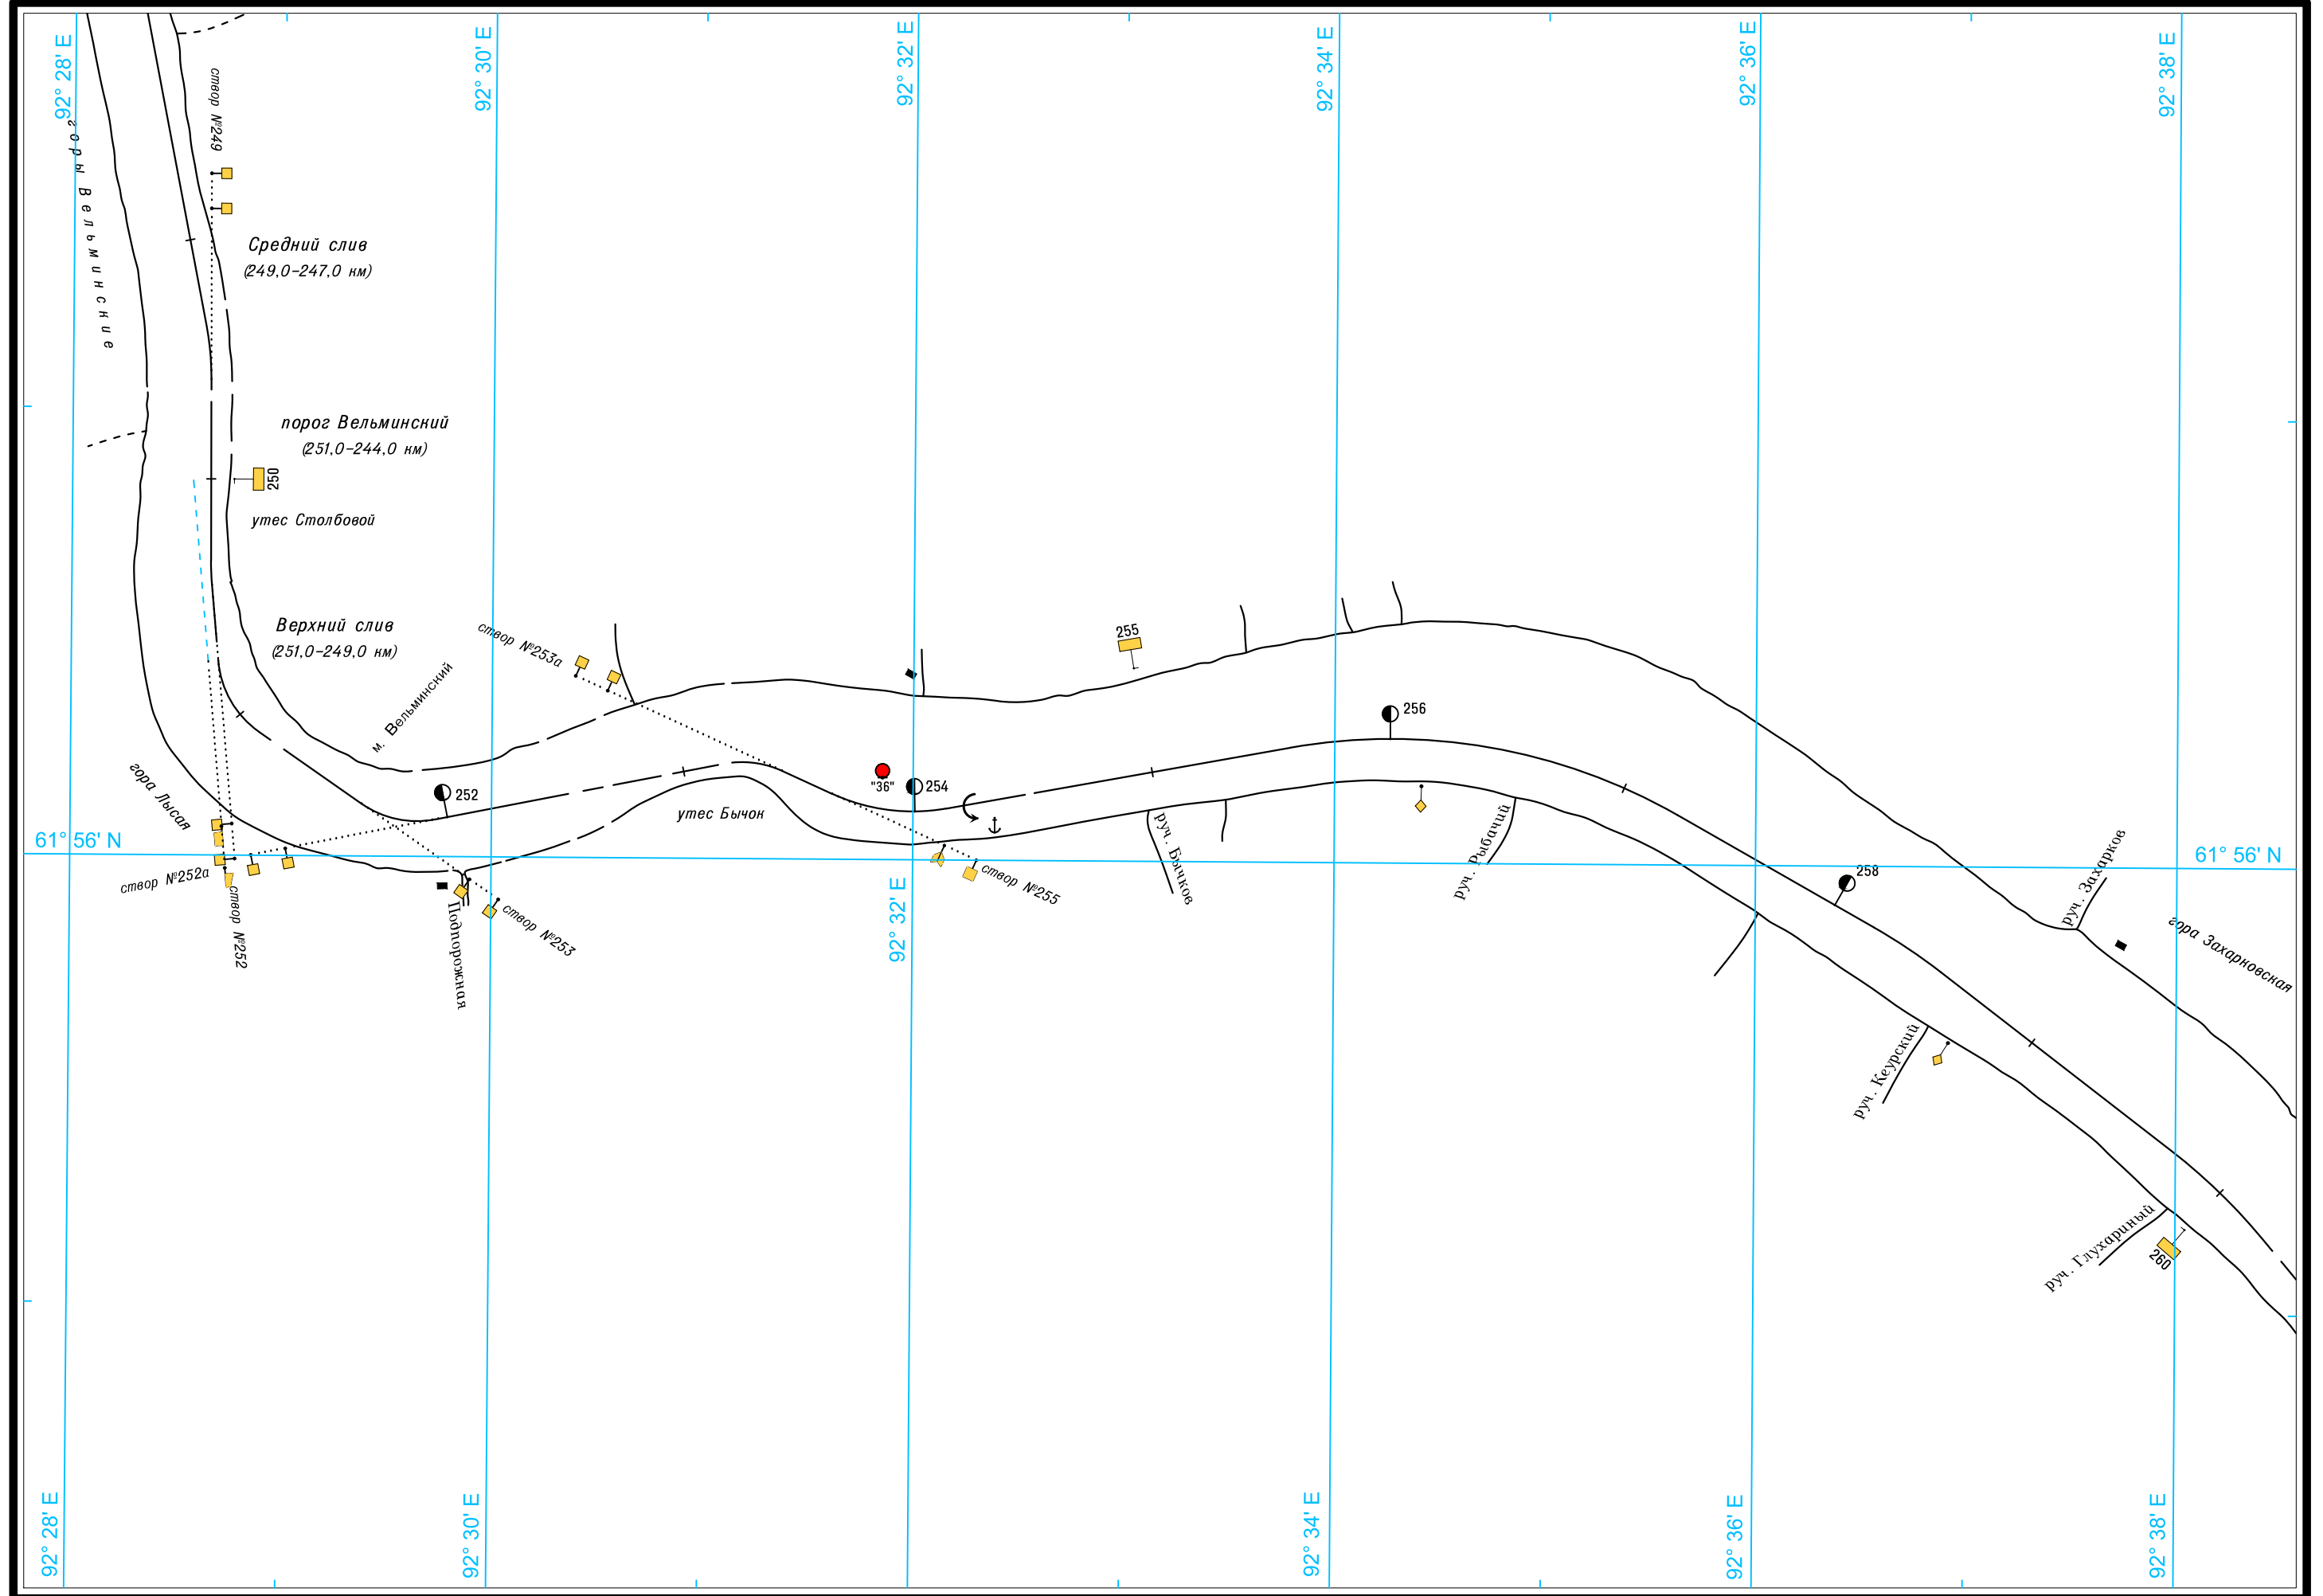 92° 28' E
92° 30' E
92° 32' E
92° 34' E
92° 36' E
92° 38' E
створ №249
горы Вельминские
Средний слив
(249,0-247,0 км)
порог Вельминский
(251,0-244,0 км)
250
утес Столбовой
Верхний слив
(251,0-249,0 км)
м. Вельминский
створ №253а
255
256
252
"36"
254
утес Бычок
гора Лысая
61° 56' N
61° 56' N
258
створ №252а
створ №252
Подпорожная
створ №253
створ №255
92° 32' E
руч. Бычков
руч. Рыбачий
руч. Захарков
гора Захарковская
руч. Кеурский
руч. Глухариный
260
92° 28' E
92° 30' E
92° 34' E
92° 36' E
92° 38' E